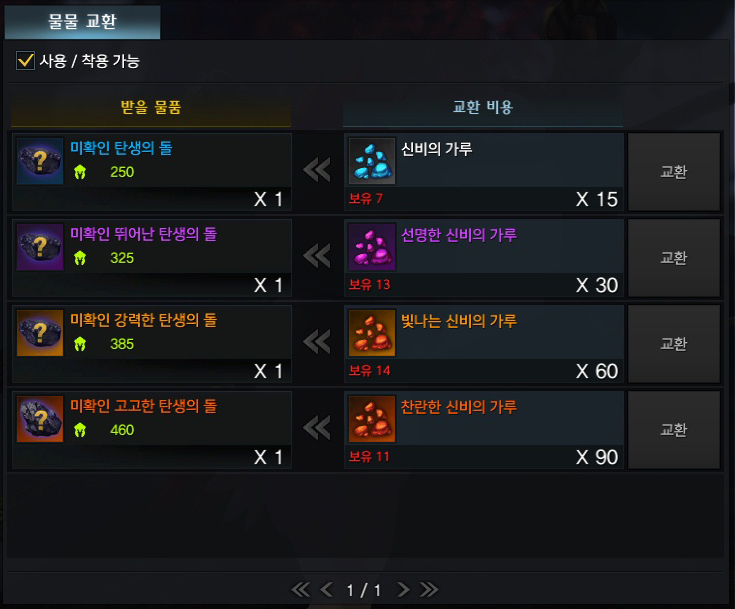 물물 교환
사용 / 착용 가능
받을 물품
교환 비용
미확인 탄생의 돌
250
X 1
신비의 가루
보유 7
X 15
교환
미확인 뛰어난 탄생의 돌
325
X 1
선명한 신비의 가루
보유 13
X 30
교환
미확인 강력한 탄생의 돌
385
X 1
빛나는 신비의 가루
보유 14
X 60
교환
미확인 고고한 탄생의 돌
460
X 1
찬란한 신비의 가루
보유 11
X 90
교환
1 / 1